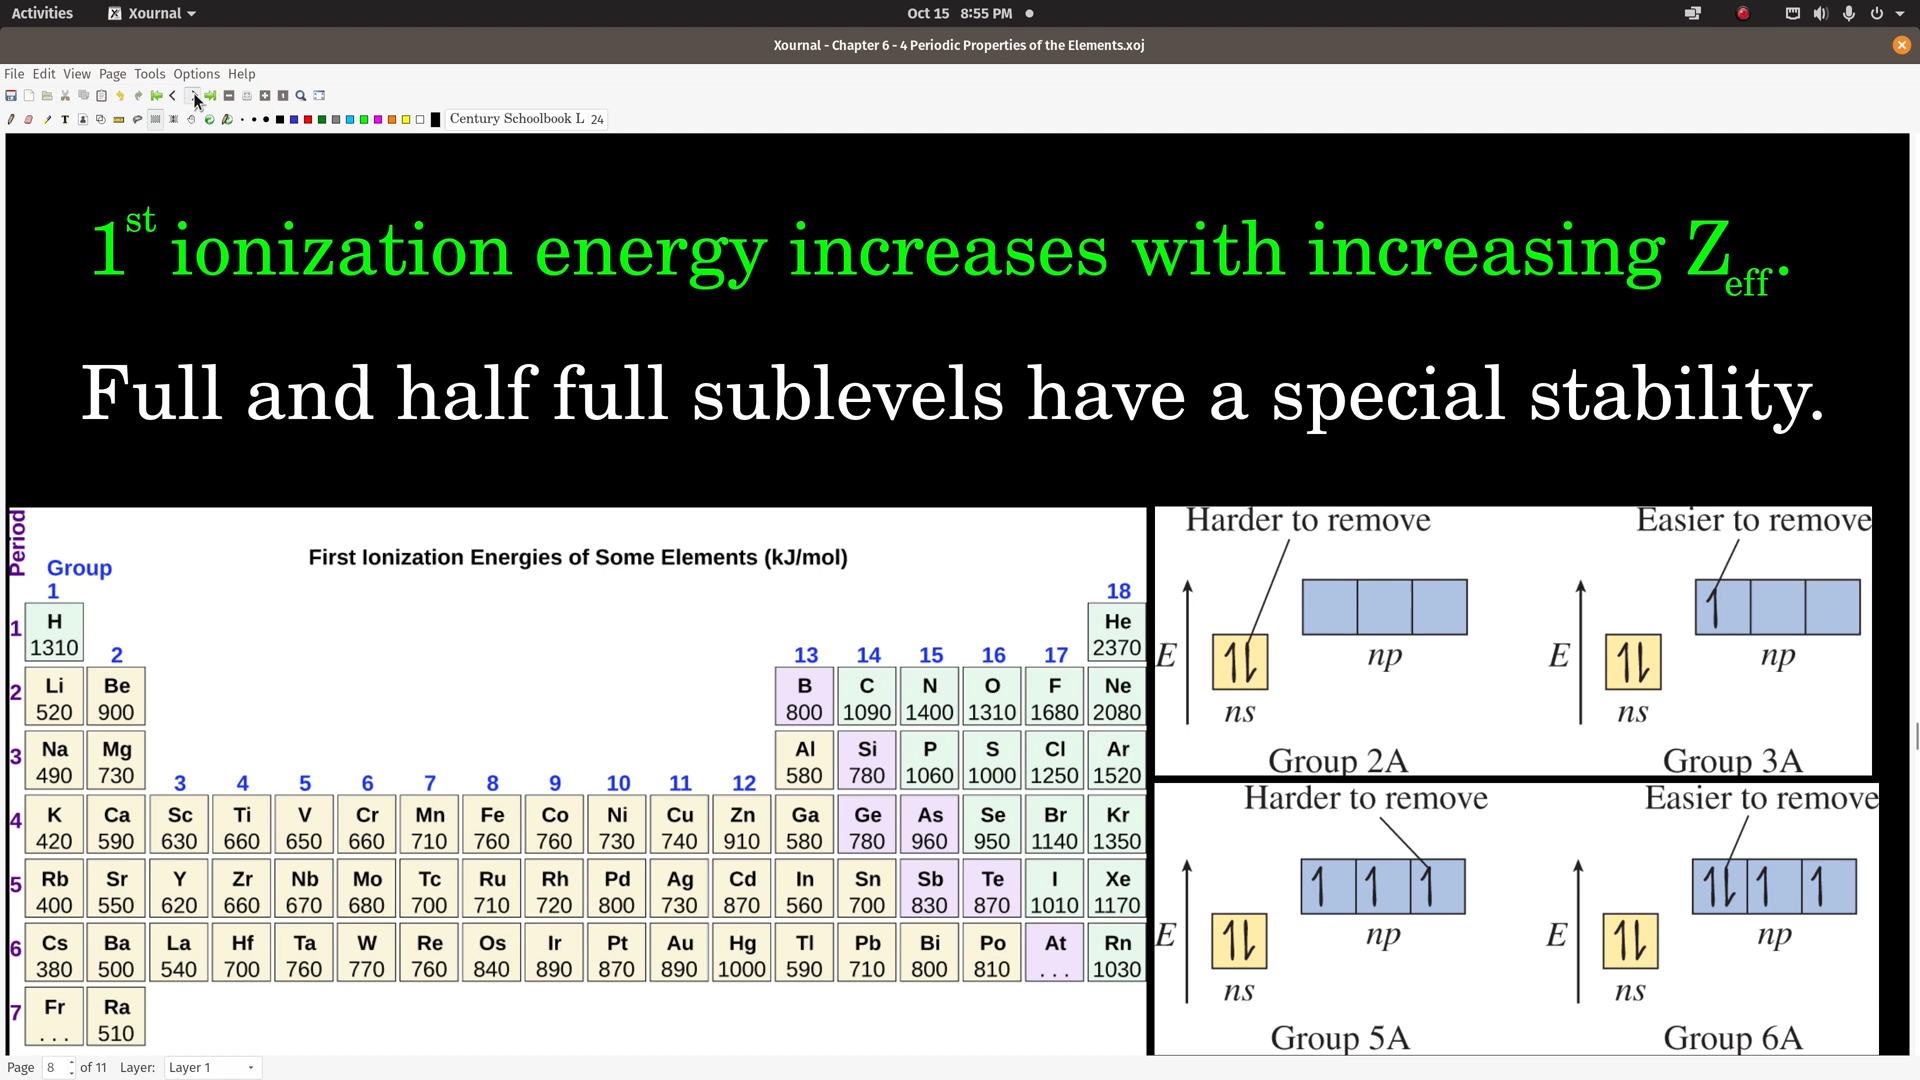 Activities Xournal Oct 15 8:55 PM
Xournal - Chapter 6 - 4 Periodic Properties of the Elements.xoj
File Edit View Page Tools Options Help
Century Schoolbook L 24
1st ionization energy increases with increasing Zeff.
Full and half full sublevels have a special stability.
Period
Group
First Ionization Energies of Some Elements (kJ/mol)
1 18
1 H He
1310 2370
2 13 14 15 16 17
2 Li Be B C N O F Ne
520 900 800 1090 1400 1310 1680 2080
3 Na Mg Al Si P S Cl Ar
490 730 580 780 1060 1000 1250 1520
3 4 5 6 7 8 9 10 11 12
4 K Ca Sc Ti V Cr Mn Fe Co Ni Cu Zn Ga Ge As Se Br Kr
420 590 630 660 650 660 710 760 760 730 740 910 580 780 960 950 1140 1350
5 Rb Sr Y Zr Nb Mo Tc Ru Rh Pd Ag Cd In Sn Sb Te I Xe
400 550 620 660 670 680 700 710 720 800 730 870 560 700 830 870 1010 1170
6 Cs Ba La Hf Ta W Re Os Ir Pt Au Hg Tl Pb Bi Po At Rn
380 500 540 700 760 770 760 840 890 870 890 1000 590 710 800 810 ... 1030
7 Fr Ra
... 510
Harder to remove
E
ns
np
Group 2A
Easier to remove
E
ns
np
Group 3A
Harder to remove
E
ns
np
Group 5A
Easier to remove
E
ns
np
Group 6A
Page 8 of 11 Layer: Layer 1